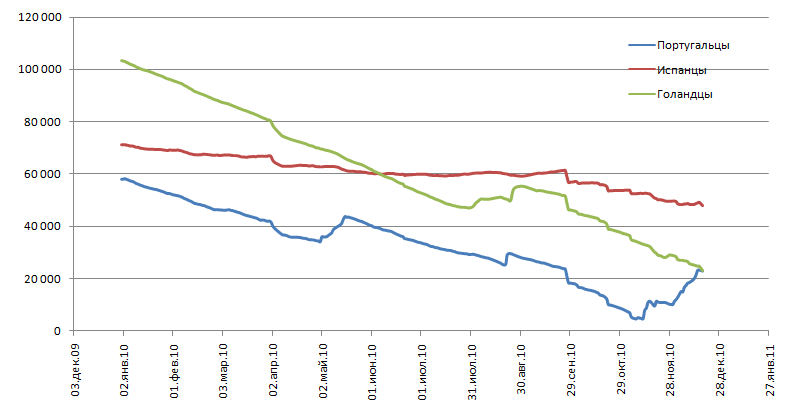 120 000
100 000
80 000
60 000
40 000
20 000
0
Португальцы
Испанцы
Голандцы
03.дек.09
02.янв.10
01.фев.10
03.мар.10
02.апр.10
02.май.10
01.июн.10
01.июл.10
31.июл.10
30.авг.10
29.сен.10
29.окт.10
28.ноя.10
28.дек.10
27.янв.11